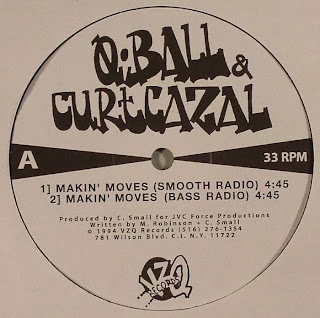 Q-BALL &
CURT CAZAL
A
33 RPM
1] MAKIN' MOVES (SMOOTH RADIO) 4:45
2] MAKIN' MOVES (BASS RADIO) 4:45
Produced by C. Small for JVC Force Productions
Written by M. Robinson + C. Small
© 1994 VZQ Records (516) 276-1354
781 Wilson Blvd. C.I. N.Y. 11722
VZQ
RECORDS